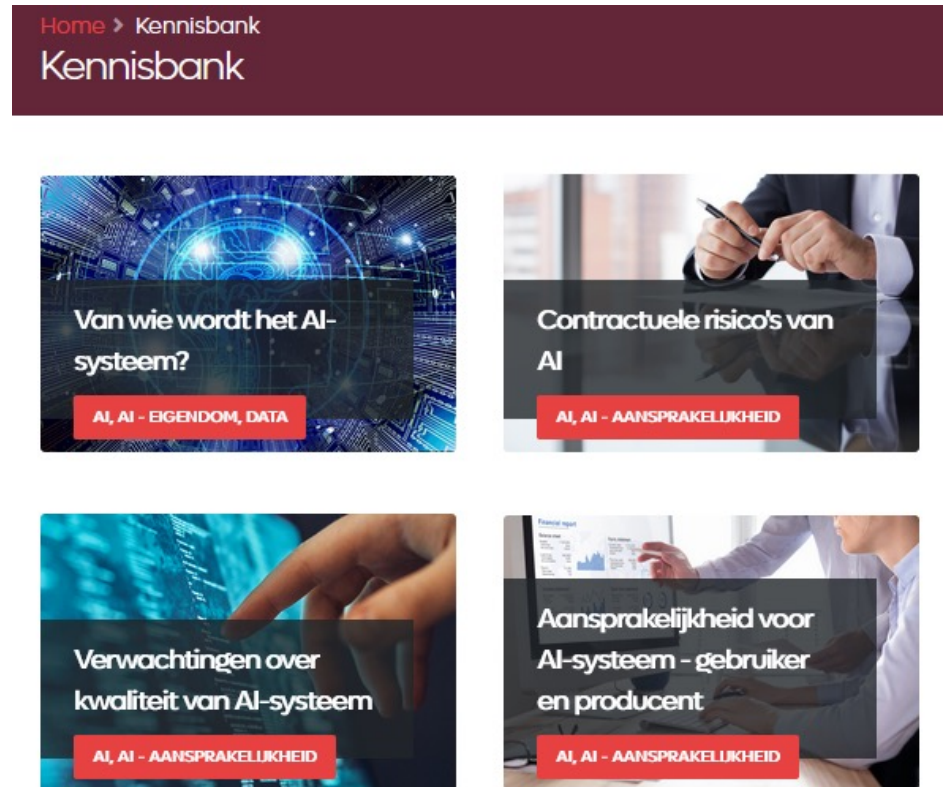 Home > Kennisbank
Kennisbank
Van wie wordt het AI-
systeem?
AI, AI - EIGENDOM, DATA
Contractuele risico's van
AI
AI, AI - AANSPRAKELIJKHEID
Financial report
Verwachtingen over
kwaliteit van AI-systeem
AI, AI - AANSPRAKELIJKHEID
Aansprakelijkheid voor
AI-systeem - gebruiker
en producent
AI, AI - AANSPRAKELIJKHEID